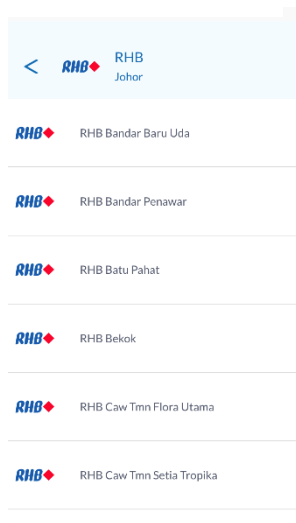 RHB
RHB
Johor
RHB
RHB Bandar Baru Uda
RHB
RHB Bandar Penawar
RHB
RHB Batu Pahat
RHB
RHB Bekok
RHB
RHB Caw Tmn Flora Utama
RHB
RHB Caw Tmn Setia Tropika